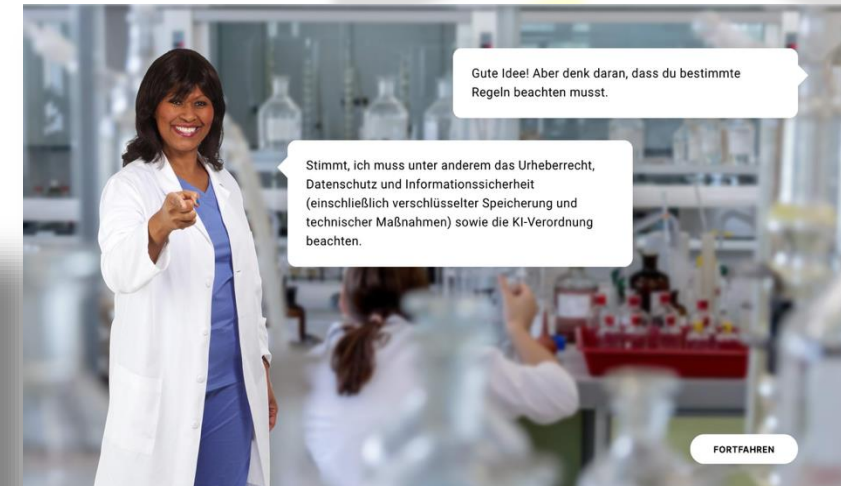 Gute Idee! Aber denk daran, dass du bestimmte
Regeln beachten musst.
Stimmt, ich muss unter anderem das Urheberrecht,
Datenschutz und Informationssicherheit
(einschließlich verschlüsselter Speicherung und
technischer Maßnahmen) sowie die KI-Verordnung
beachten.
FORTFAHREN